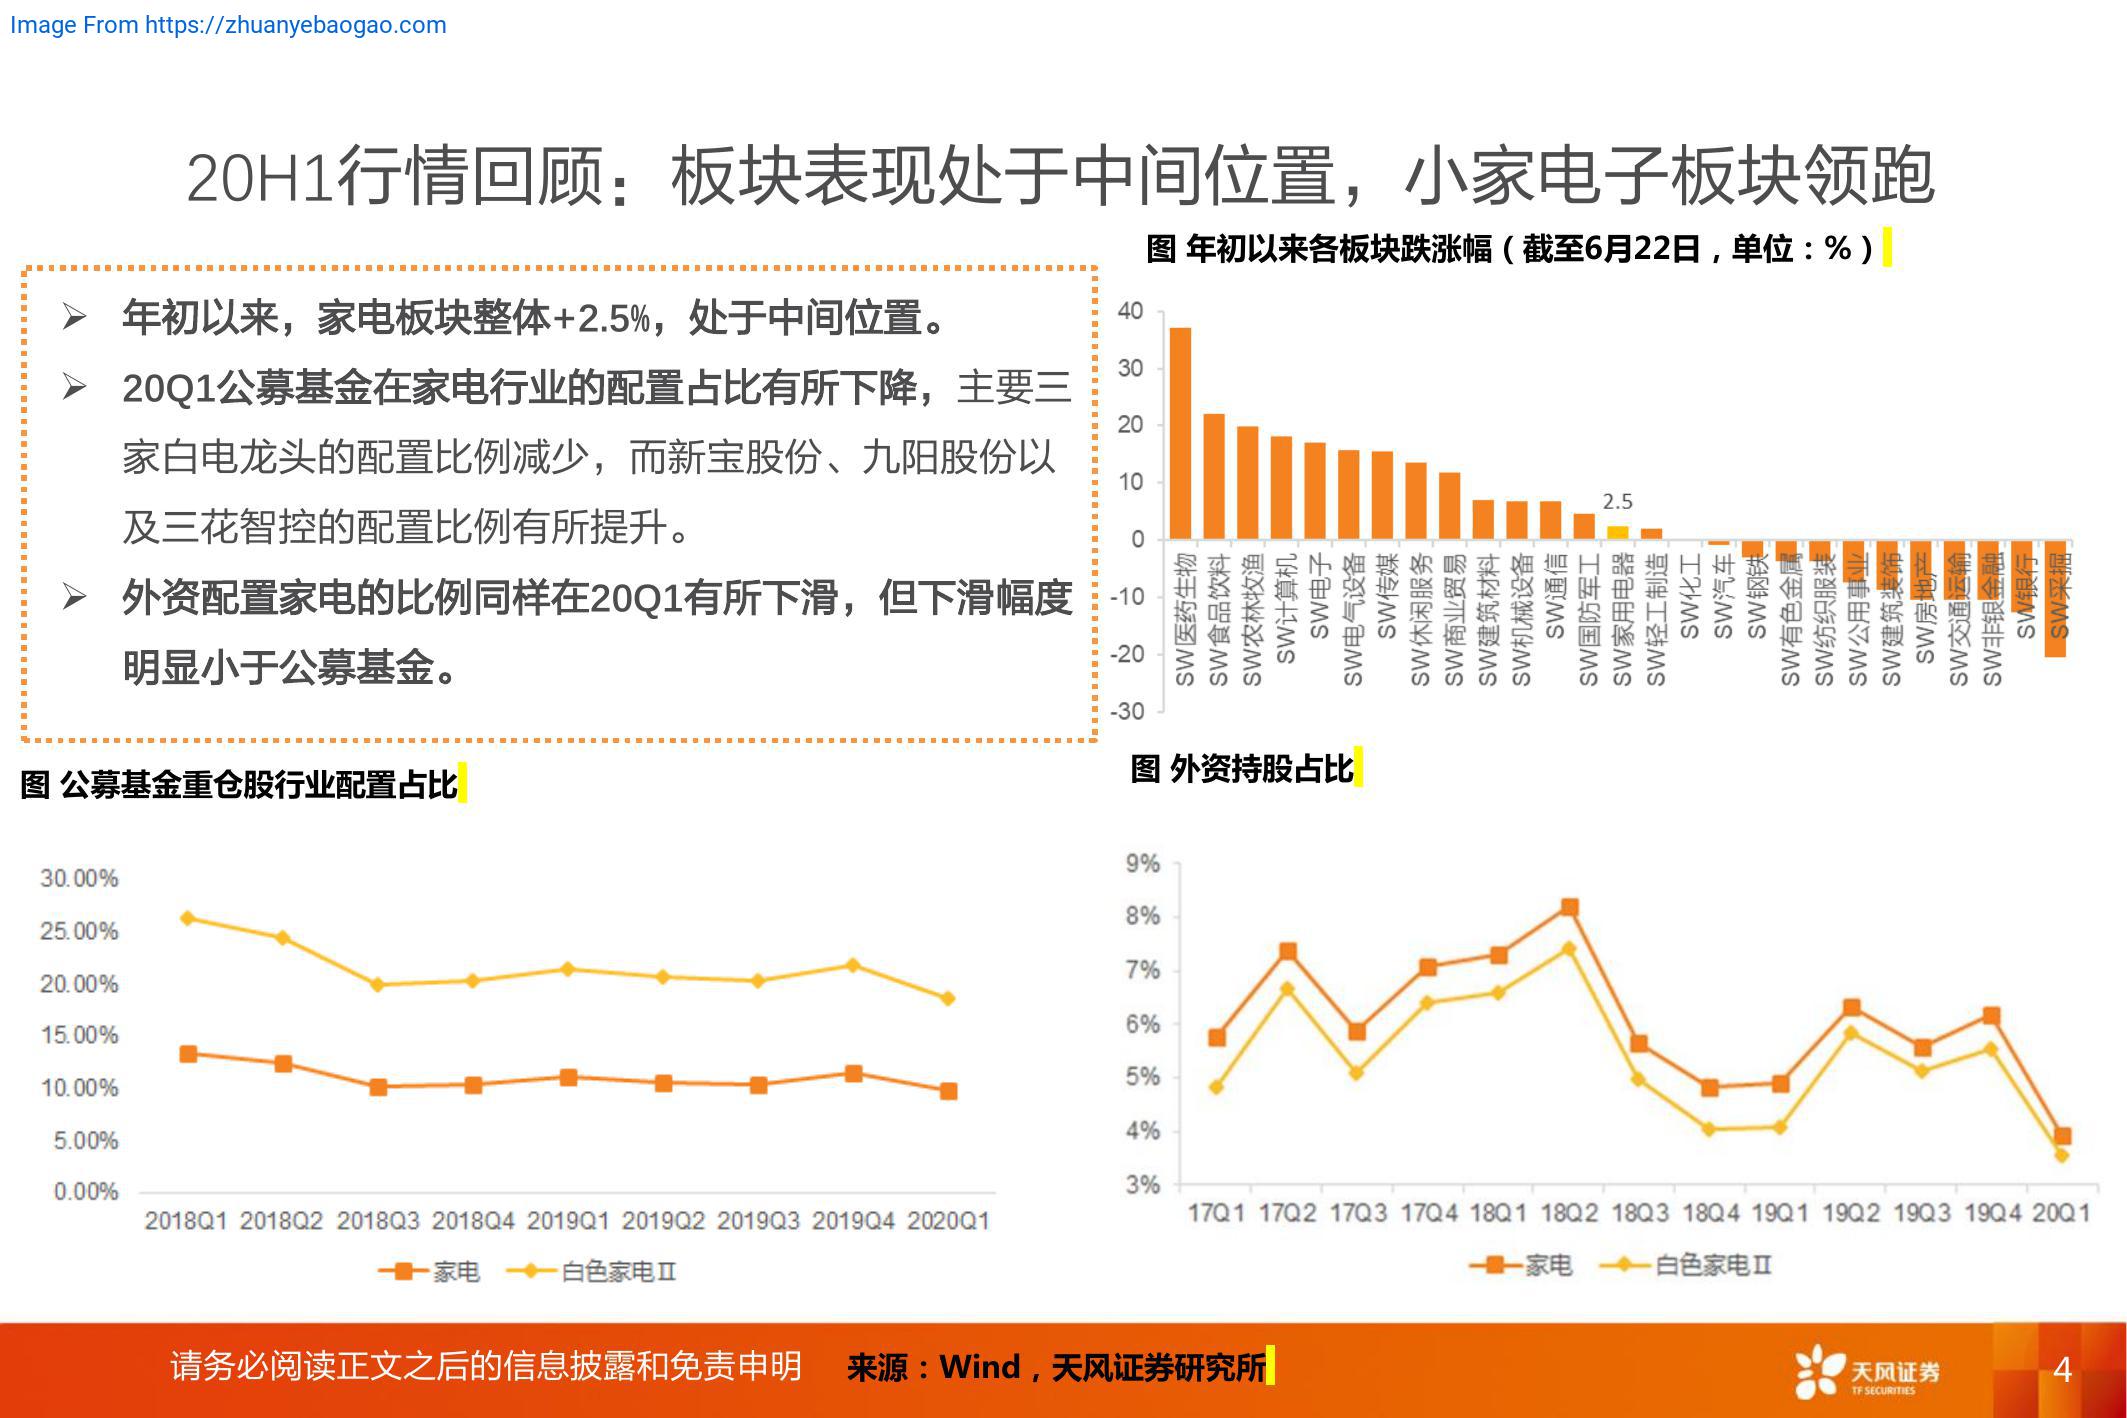 Image From https://zhuanyebaogao.com
20H1行情回顾：板块表现处于中间位置，小家电子板块领跑
➢ 年初以来，家电板块整体+2.5%，处于中间位置。
➢ 20Q1公募基金在家电行业的配置占比有所下降，主要三
家白电龙头的配置比例减少，而新宝股份、九阳股份以
及三花智控的配置比例有所提升。
➢ 外资配置家电的比例同样在20Q1有所下滑，但下滑幅度
明显小于公募基金。
图 年初以来各板块跌涨幅（截至6月22日，单位：%）
40
30
20
10
0
-10
-20
-30
2.5
SW医药生物
SW食品饮料
SW农林牧渔
SW计算机
SW电子
SW电气设备
SW传媒
SW休闲服务
SW商业贸易
SW建筑材料
SW机械设备
SW通信
SW国防军工
SW家用电器
SW轻工制造
SW化工
SW汽车
SW钢铁
SW有色金属
SW纺织服装
SW公用事业
SW建筑装饰
SW房地产
SW交通运输
SW非银金融
SW银行
SW采掘
图 公募基金重仓股行业配置占比
30.00%
25.00%
20.00%
15.00%
10.00%
5.00%
0.00%
2018Q1 2018Q2 2018Q3 2018Q4 2019Q1 2019Q2 2019Q3 2019Q4 2020Q1
家电 白色家电Ⅱ
图 外资持股占比
9%
8%
7%
6%
5%
4%
3%
17Q1 17Q2 17Q3 17Q4 18Q1 18Q2 18Q3 18Q4 19Q1 19Q2 19Q3 19Q4 20Q1
家电 白色家电Ⅱ
请务必阅读正文之后的信息披露和免责申明
来源：Wind，天风证券研究所
天风证券
TF SECURITIES
4